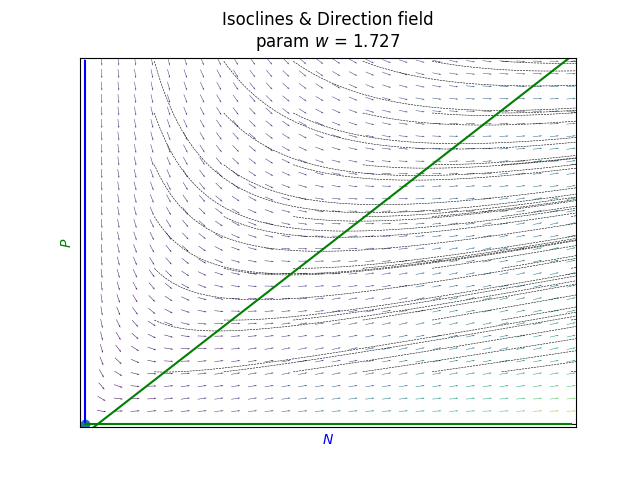 Isoclines & Direction field
param w = 1.727
P
N